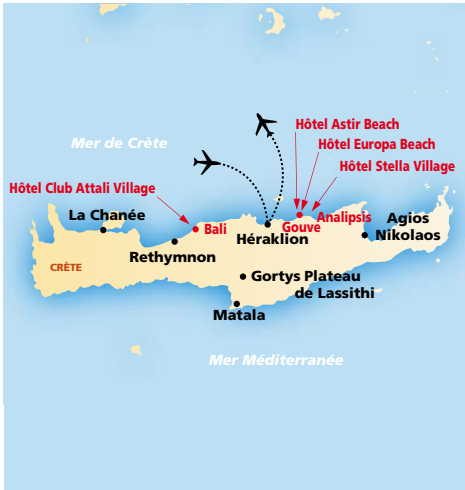 Hôtel Astir Beach
Mer de Crète
Hôtel Europa Beach
Hôtel Stella Village
Hôtel Club Attali Village
La Chanée
Bali
Gouve
Analipsis
Agios
Nikolaos
Héraklion
Rethymnon
CRÈTE
Gortys Plateau
de Lassithi
Matala
Mer Méditerranée